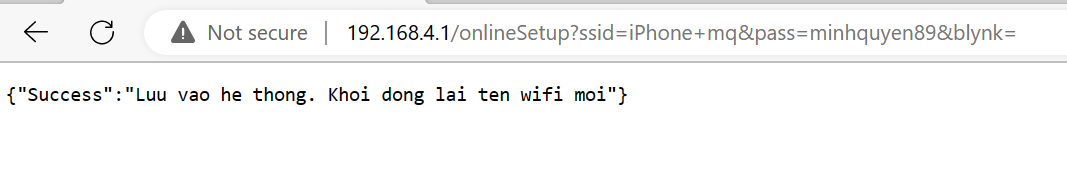 Not secure | 192.168.4.1/onlineSetup?ssid=iPhone+mq&pass=minhquyen89&blynk=
{"Success":"Luu vao he thong. Khoi dong lai ten wifi moi"}